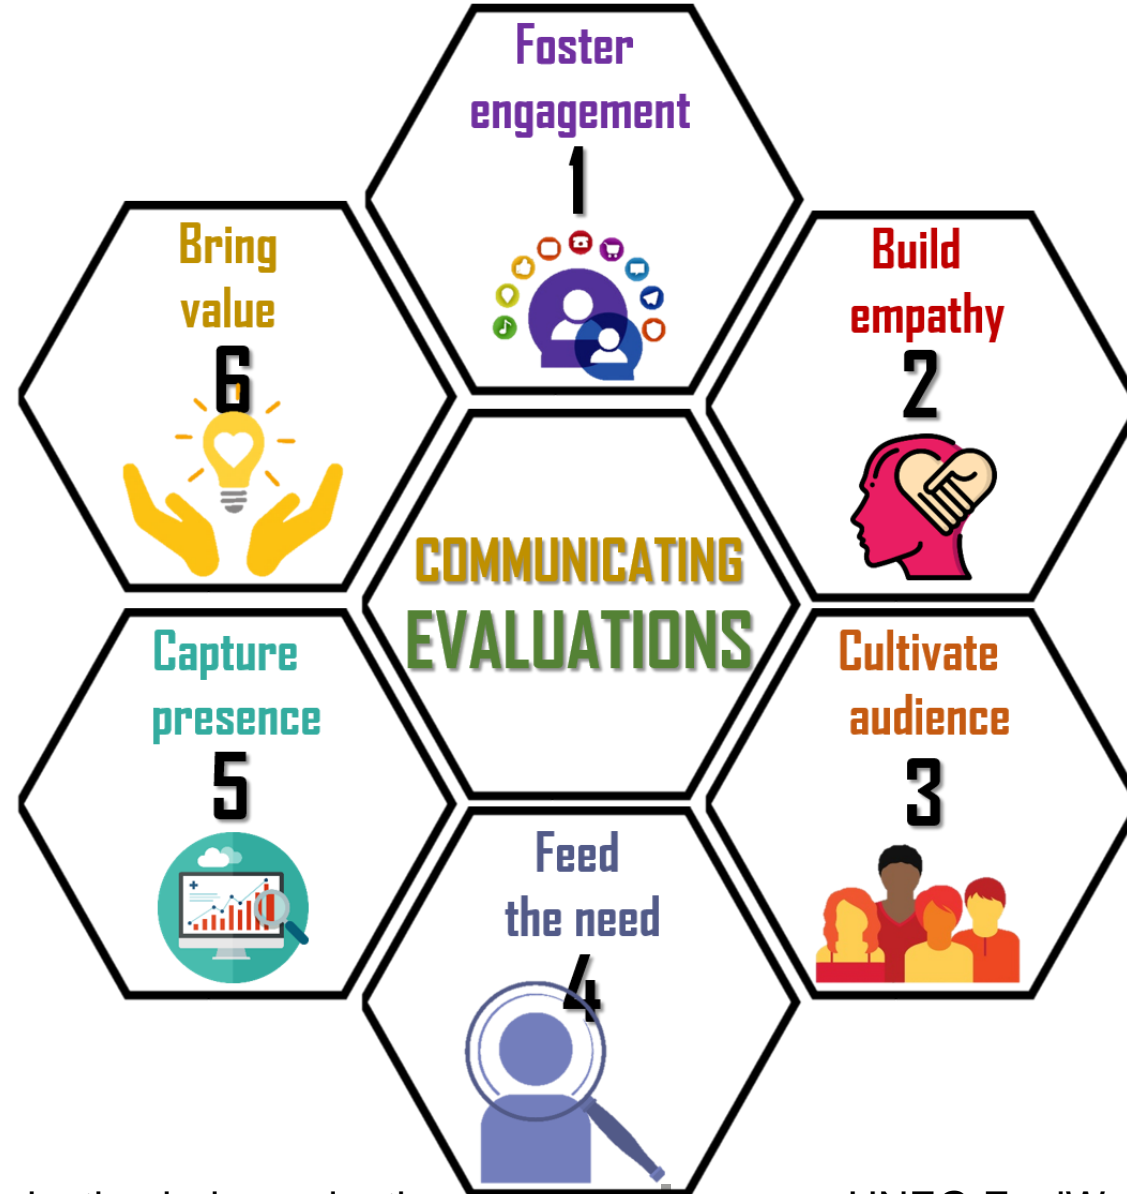 Foster
engagement
1
Build
empathy
2
Cultivate
audience
3
Feed
the need
4
Capture
presence
5
Bring
value
6
COMMUNICATING
EVALUATIONS